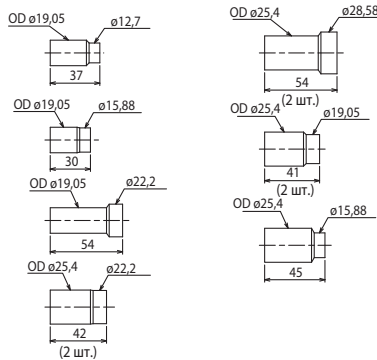 OD ø19,05
ø12,7
37
OD ø19,05
ø15,88
30
OD ø19,05
ø22,2
54
OD ø25,4
ø22,2
42
(2 шт.)
OD ø25,4
ø28,58
54
(2 шт.)
OD ø25,4
ø19,05
41
(2 шт.)
OD ø25,4
ø15,88
45